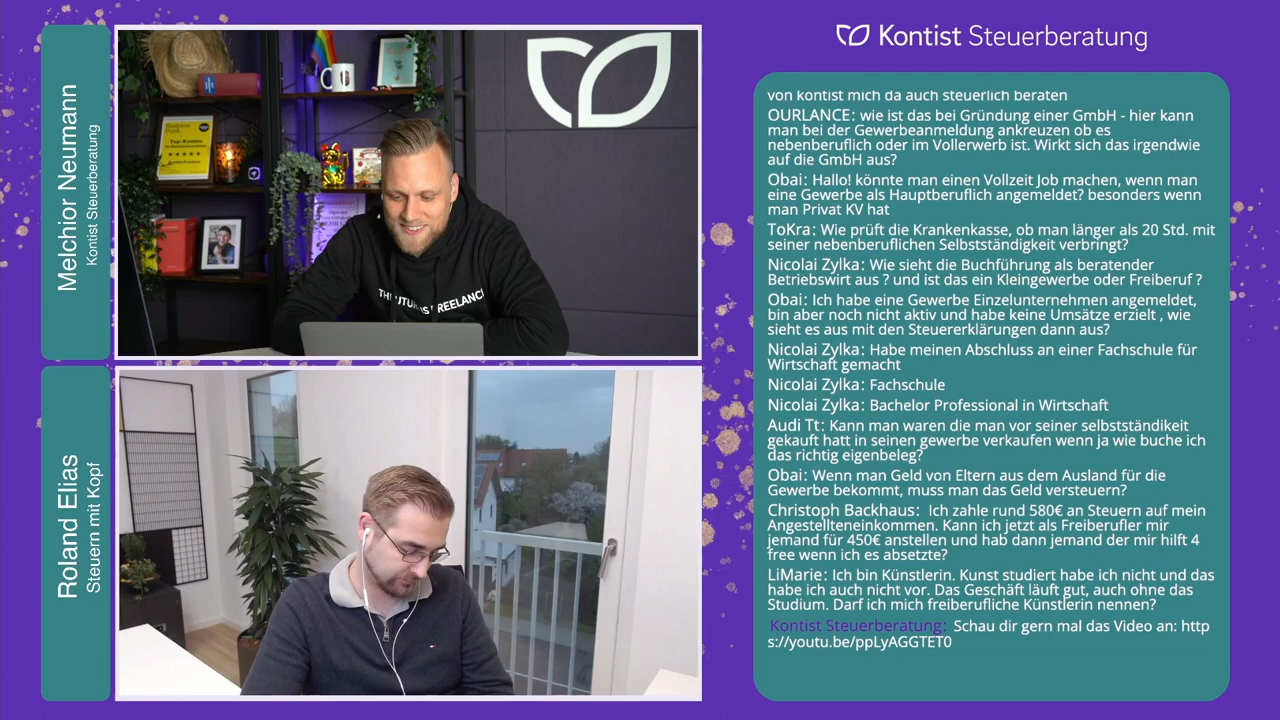 Melchior Neumann
Kontist Steuerberatung
Roland Elias
Steuern mit Kopf
Business Punk
Top-Konten
THE FUTURE IS FREELANCE
Kontist Steuerberatung
von kontist mich da auch steuerlich beraten
OURLANCE: wie ist das bei Gründung einer GmbH - hier kann
man bei der Gewerbeanmeldung ankreuzen ob es
nebenberuflich oder im Vollerwerb ist. Wirkt sich das irgendwie
auf die GmbH aus?
Obai: Hallo! könnte man einen Vollzeit Job machen, wenn man
eine Gewerbe als Hauptberuflich angemeldet? besonders wenn
man Privat KV hat
ToKra: Wie prüft die Krankenkasse, ob man länger als 20 Std. mit
seiner nebenberuflichen Selbstständigkeit verbringt?
Nicolai Zylka: Wie sieht die Buchführung als beratender
Betriebswirt aus ? und ist das ein Kleingewerbe oder Freiberuf ?
Obai: Ich habe eine Gewerbe Einzelunternehmen angemeldet,
bin aber noch nicht aktiv und habe keine Umsätze erzielt , wie
sieht es aus mit den Steuererklärungen dann aus?
Nicolai Zylka: Habe meinen Abschluss an einer Fachschule für
Wirtschaft gemacht
Nicolai Zylka: Fachschule
Nicolai Zylka: Bachelor Professional in Wirtschaft
Audi Tt: Kann man waren die man vor seiner selbstständikeit
gekauft hatt in seinen gewerbe verkaufen wenn ja wie buche ich
das richtig eigenbeleg?
Obai: Wenn man Geld von Eltern aus dem Ausland für die
Gewerbe bekommt, muss man das Geld versteuern?
Christoph Backhaus: Ich zahle rund 580€ an Steuern auf mein
Angestellteneinkommen. Kann ich jetzt als Freiberufler mir
jemand für 450€ anstellen und hab dann jemand der mir hilft 4
free wenn ich es absetzte?
LiMarie: Ich bin Künstlerin. Kunst studiert habe ich nicht und das
habe ich auch nicht vor. Das Geschäft läuft gut, auch ohne das
Studium. Darf ich mich freiberufliche Künstlerin nennen?
Kontist Steuerberatung: Schau dir gern mal das Video an: http
s://youtu.be/ppLyAGGTET0